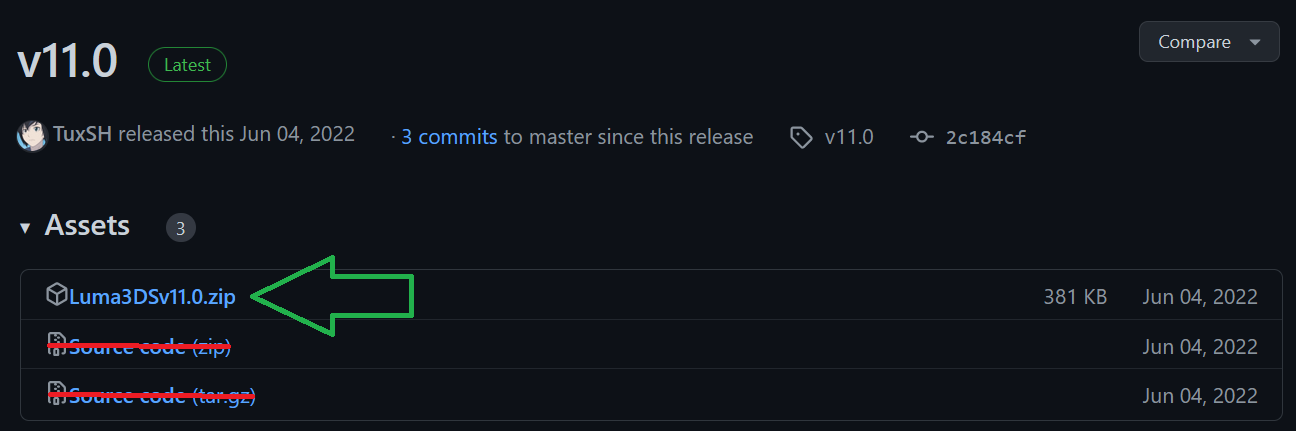 v11.0 Latest Compare
TuxSH released this Jun 04, 2022 · 3 commits to master since this release v11.0 2c184cf
Assets 3
Luma3DSv11.0.zip 381 KB Jun 04, 2022
Source code (zip) Jun 04, 2022
Source code (tar.gz) Jun 04, 2022